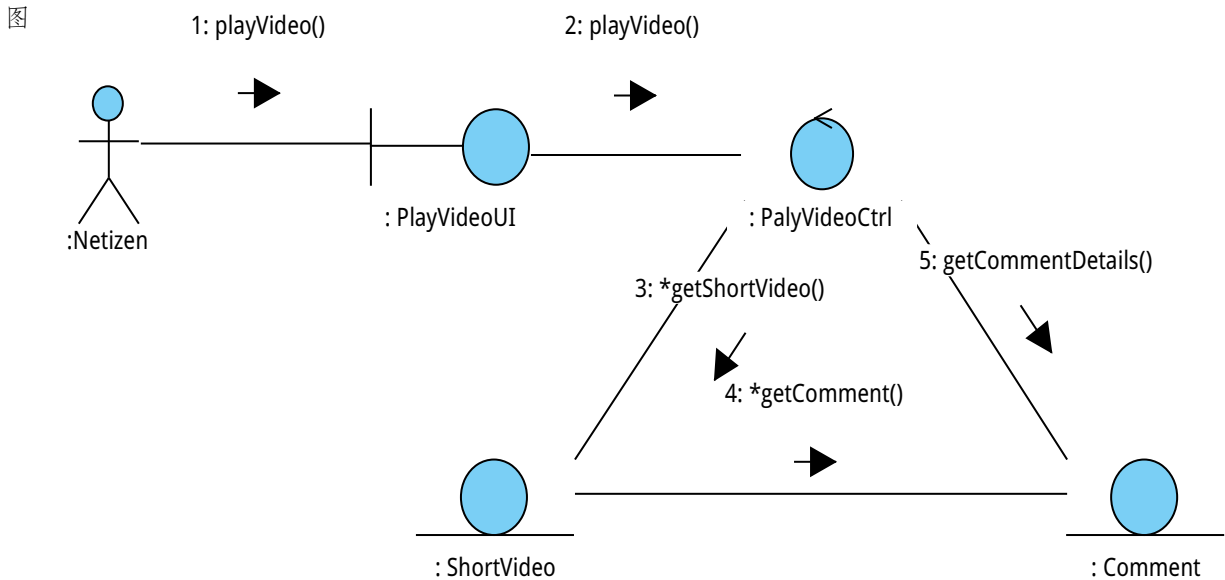 图
1: playVideo()
2: playVideo()
:Netizen
: PlayVideoUI
: PalyVideoCtrl
3: *getShortVideo()
5: getCommentDetails()
4: *getComment()
: ShortVideo
: Comment